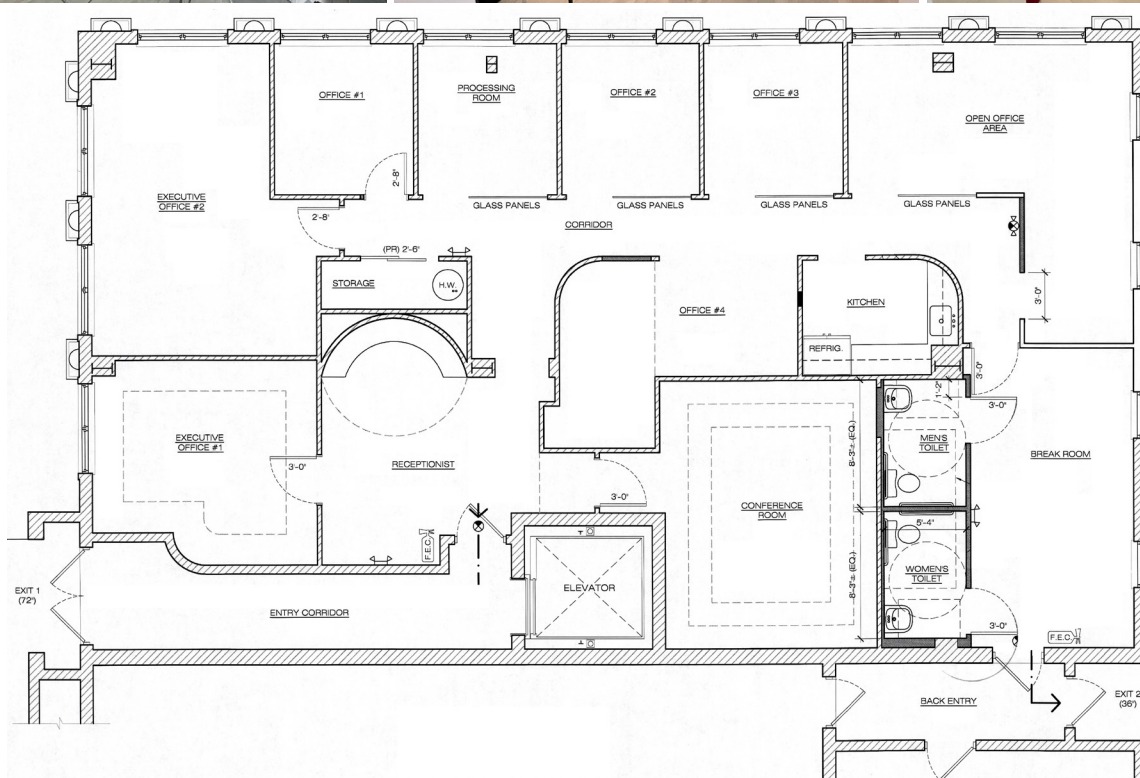 OFFICE #1
PROCESSING
ROOM
OFFICE #2
OFFICE #3
OPEN OFFICE
AREA
2'-8"
EXECUTIVE
OFFICE #2
2'-8"
GLASS PANELS
GLASS PANELS
GLASS PANELS
GLASS PANELS
CORRIDOR
(PR) 2'-6"
STORAGE
H.W.
OFFICE #4
KITCHEN
3'-0"
REFRIG.
3'-0"
1'-2"
3'-0"
EXECUTIVE
OFFICE #1
3'-0"
RECEPTIONIST
3'-0"
8'-3"± (EQ.)
MEN'S
TOILET
BREAK ROOM
CONFERENCE
ROOM
5'-4"
F.E.C.
ELEVATOR
8'-3"± (EQ.)
WOMEN'S
TOILET
3'-0"
F.E.C.
EXIT 1
(72")
ENTRY CORRIDOR
BACK ENTRY
EXIT 2
(36")